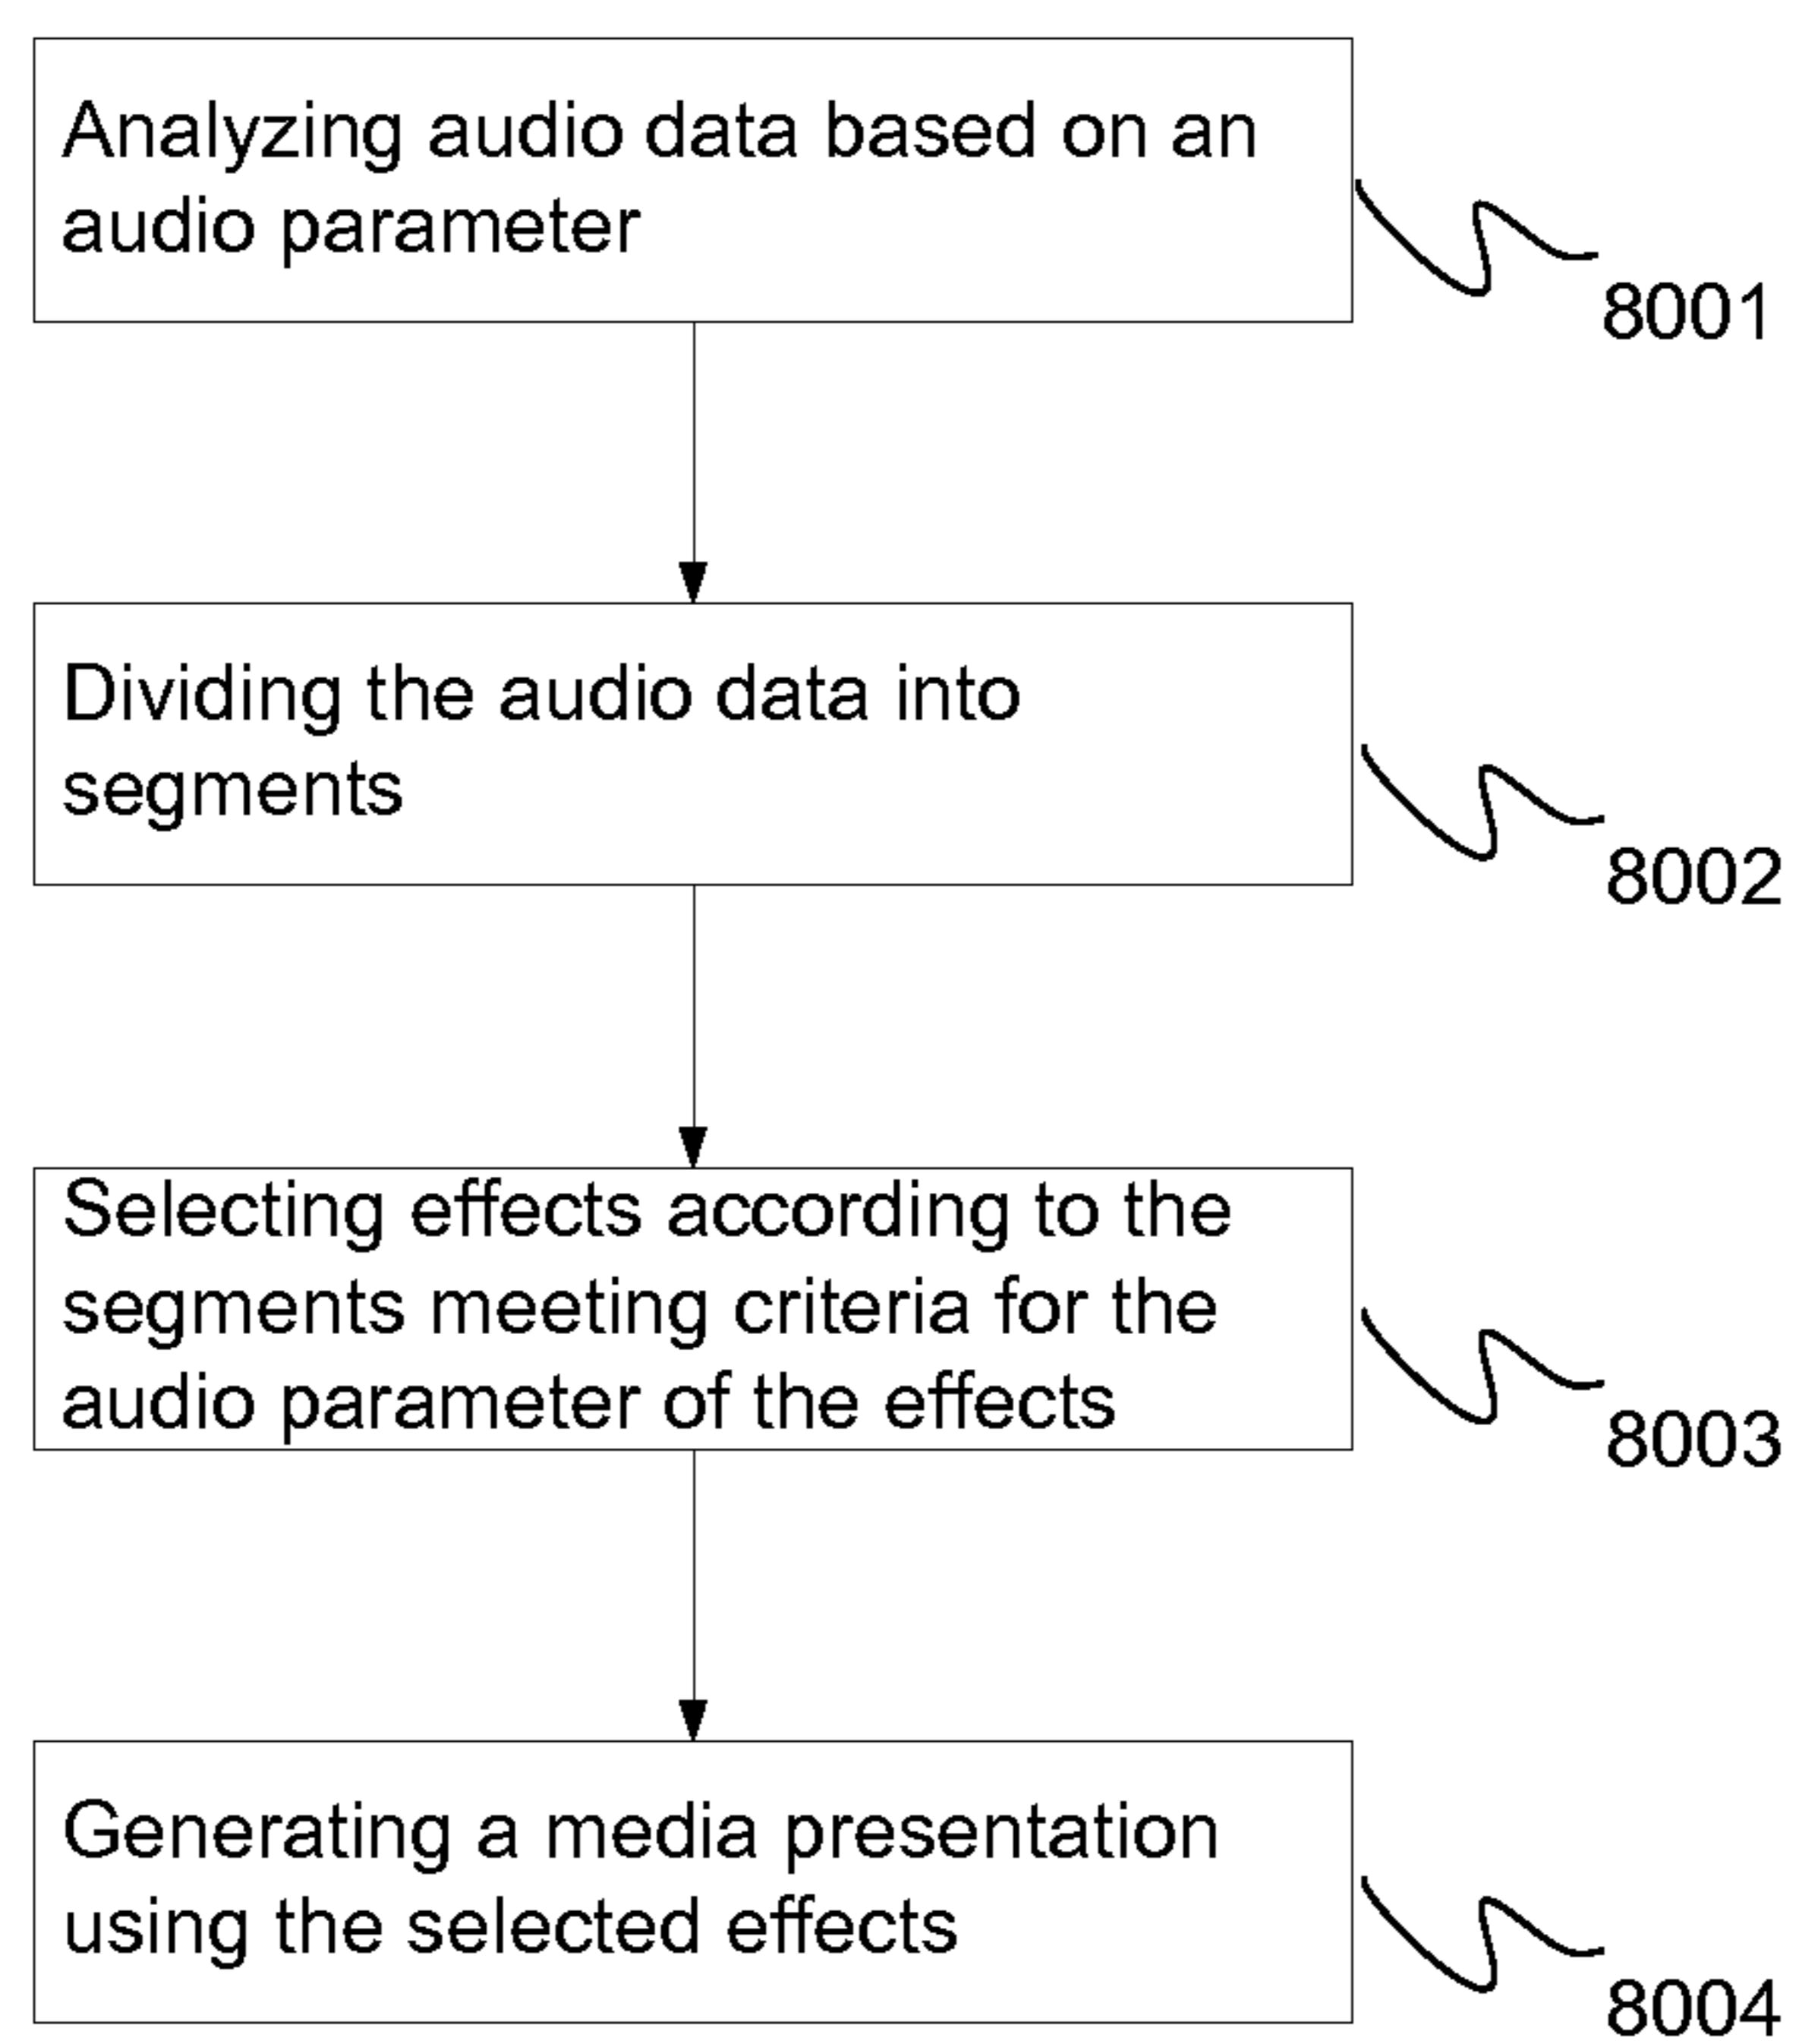 Analyzing audio data based on an
audio parameter
8001
Dividing the audio data into
segments
8002
Selecting effects according to the
segments meeting criteria for the
audio parameter of the effects
8003
Generating a media presentation
using the selected effects
8004